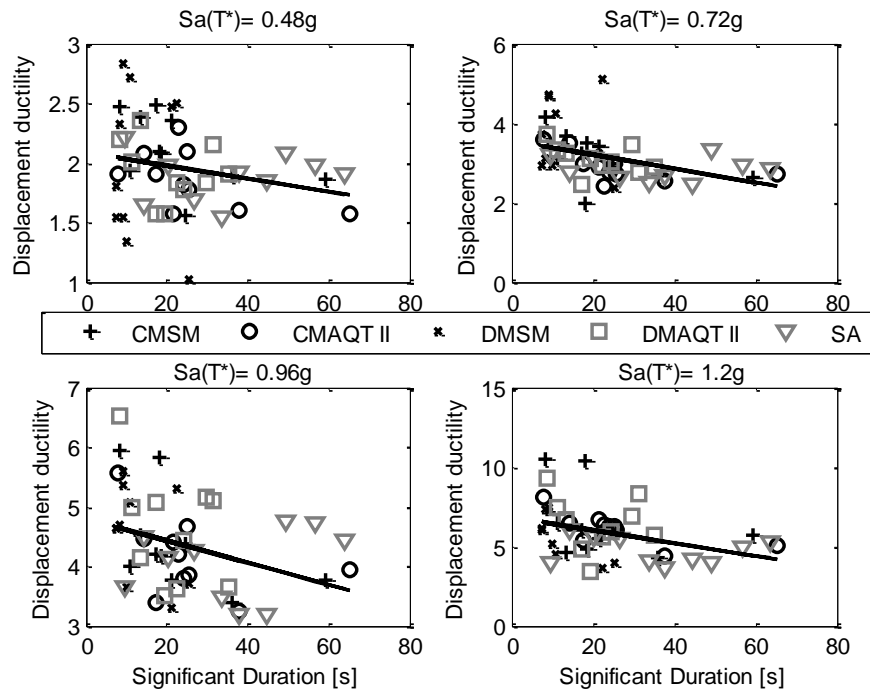 Sa(T*)= 0.48g
Sa(T*)= 0.72g
Displacement ductility
3
2.5
2
1.5
1
0 20 40 60 80
Displacement ductility
6
4
2
0
0 20 40 60 80
CMSM CMAQT II DMSM DMAQT II SA
Sa(T*)= 0.96g
Sa(T*)= 1.2g
Displacement ductility
7
6
5
4
3
0 20 40 60 80
Significant Duration [s]
Displacement ductility
15
10
5
0
0 20 40 60 80
Significant Duration [s]